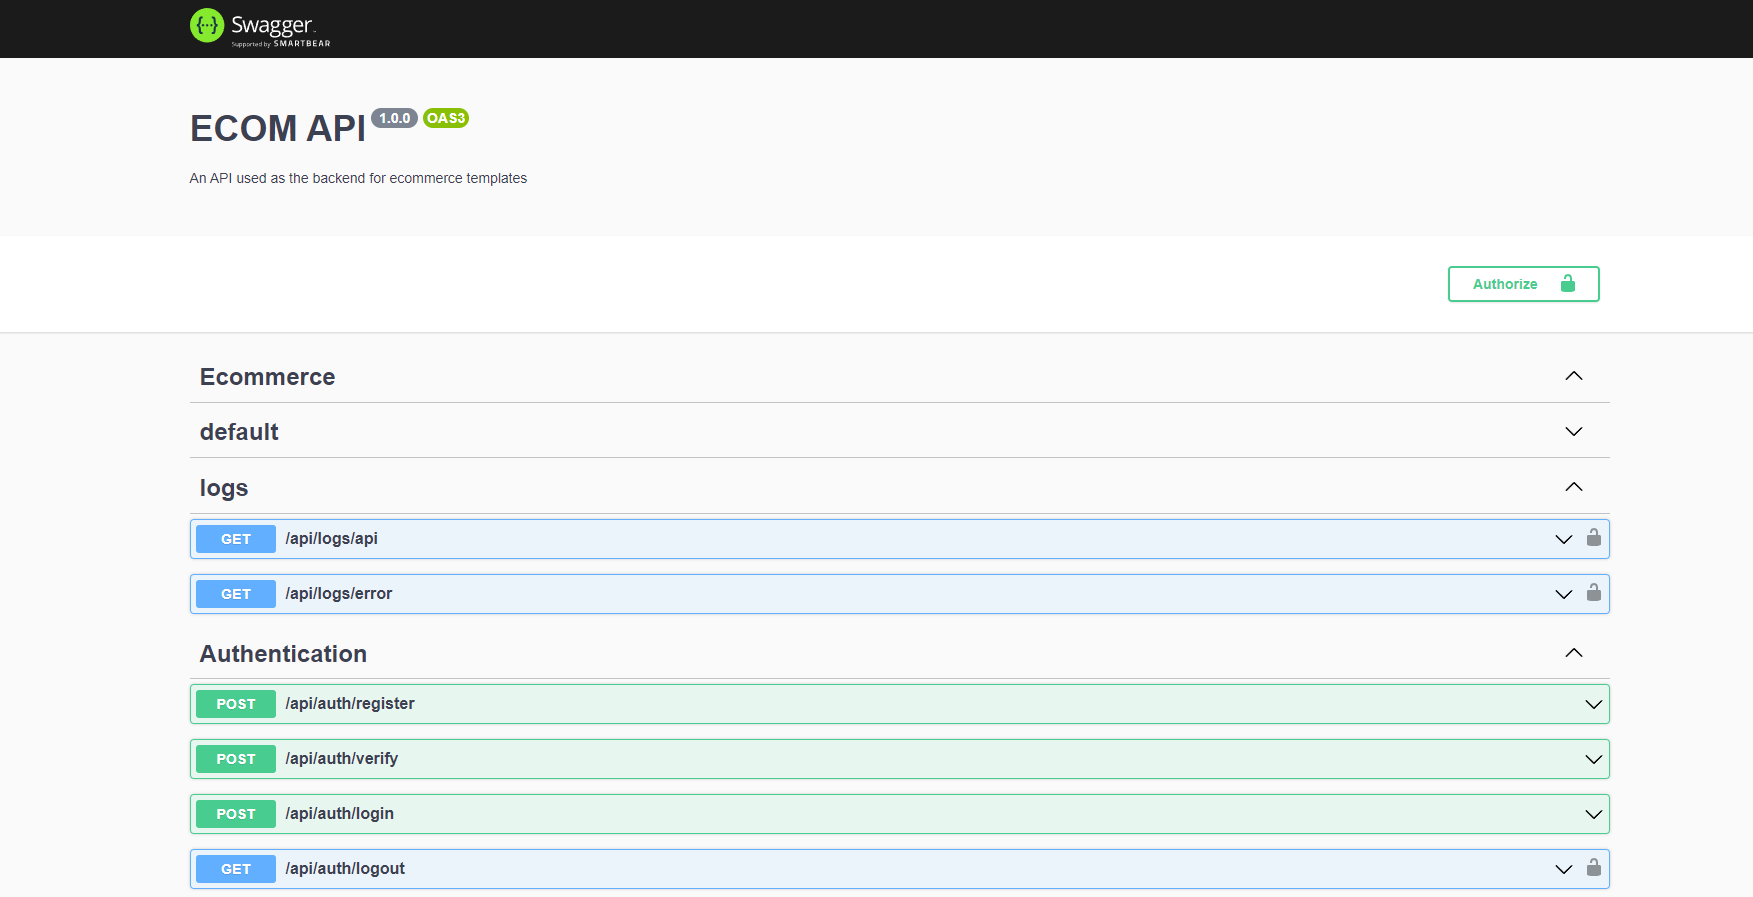 Swagger
Supported by SMARTBEAR
ECOM API 1.0.0 OAS3
An API used as the backend for ecommerce templates
Authorize
Ecommerce
default
logs
GET /api/logs/api
GET /api/logs/error
Authentication
POST /api/auth/register
POST /api/auth/verify
POST /api/auth/login
GET /api/auth/logout